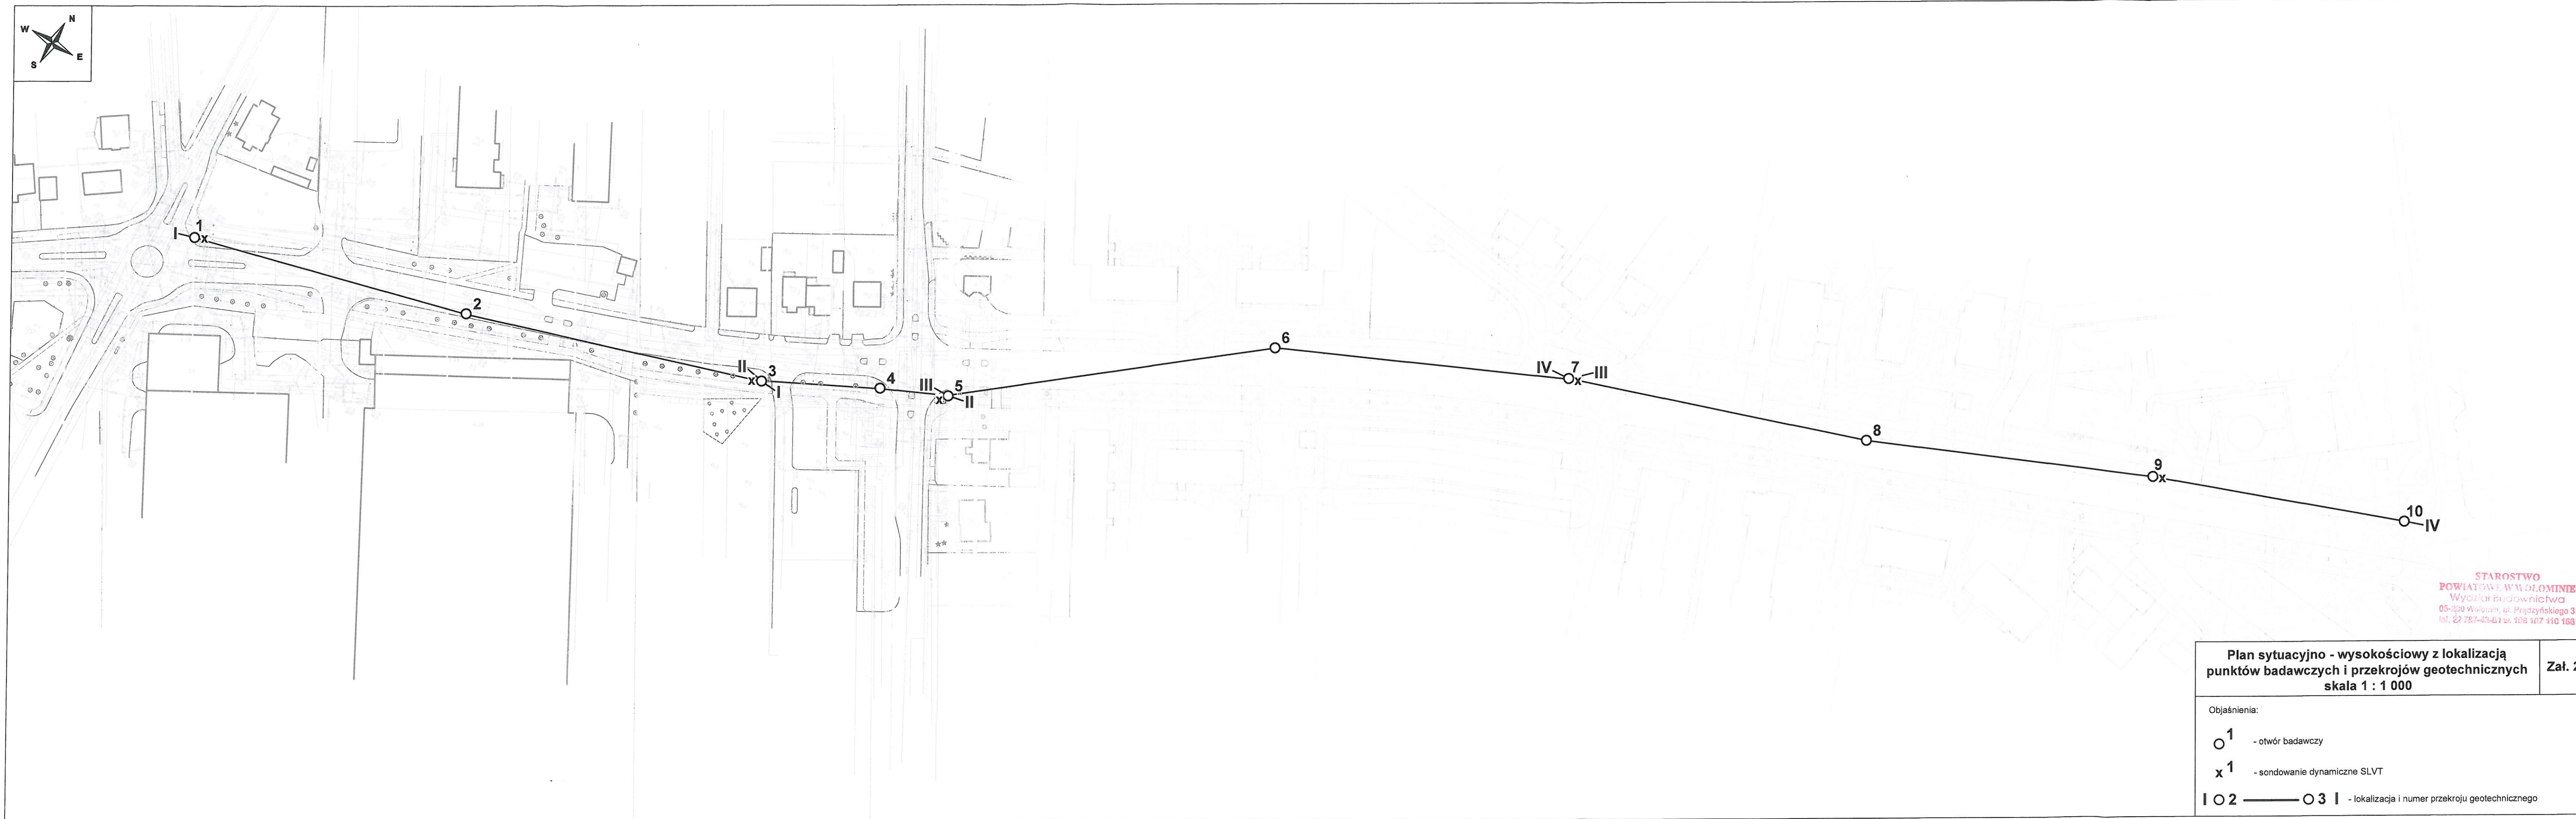 N
W
E
S
I
1
x
2
II
3
x
I
4
III
5
x
II
6
IV
7
III
x
8
9
x
10
IV
STAROSTWO
POWIATOWE W WOŁOMINIE
Wydział Budownictwa
Plan sytuacyjno - wysokościowy z lokalizacją
punktów badawczych i przekrojów geotechnicznych
skala 1 : 1 000
Zał. 2
Objaśnienia:
1 - otwór badawczy
x 1 - sondowanie dynamiczne SLVT
I 2 3 I - lokalizacja i numer przekroju geotechnicznego